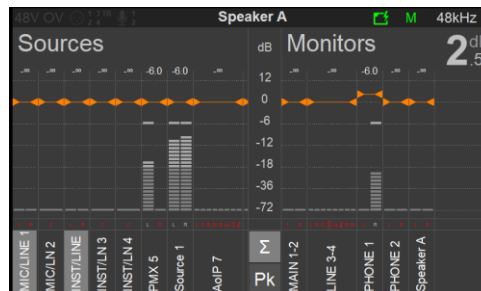 48V OV
Speaker A
M 48kHz
Sources
dB
Monitors
2
.5
-∞ -∞ -∞ -∞ -6.0 -6.0 -∞
-∞ -∞ -6.0 -∞ -∞
12
0
-6
-12
-18
-36
-72
MIC/LINE 1
MIC/LN 2
INST/LINE
INST/LN 3
INST/LN 4
PMX 5
Source 1
AoIP 7
Σ
Pk
MAIN 1-2
LINE 3-4
PHONE 1
PHONE 2
Speaker A